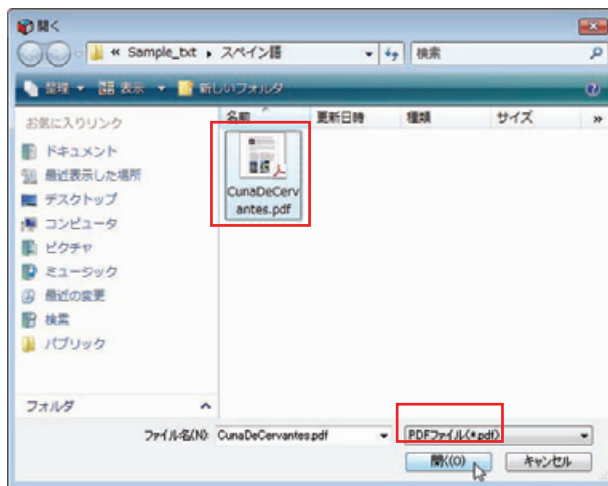 開く
« Sample_txt ▸ スペイン語
検索
整理 表示 新しいフォルダ
お気に入りリンク
名前 更新日時 種類 サイズ »
ドキュメント
最近表示した場所
デスクトップ
コンピュータ
ピクチャ
ミュージック
最近の変更
検索
パブリック
CunaDeCerv
antes.pdf
フォルダ
ファイル名(N): CunaDeCervantes.pdf
PDFファイル(*.pdf)
開く(O) キャンセル